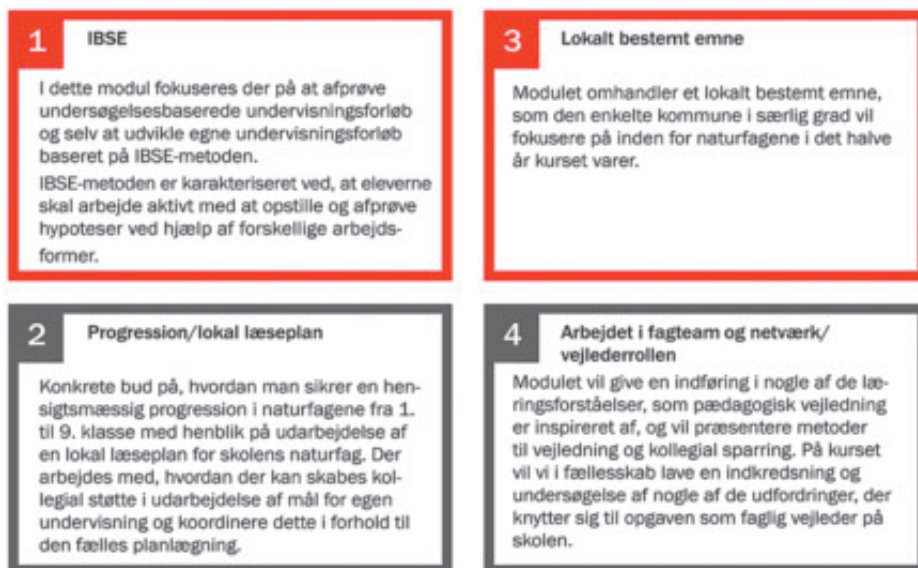 1 IBSE
I dette modul fokuseres der på at afprøve
undersøgelsesbaserede undervisningsforløb
og selv at udvikle egne undervisningsforløb
baseret på IBSE-metoden.
IBSE-metoden er karakteriseret ved, at eleverne
skal arbejde aktivt med at opstille og afprøve
hypoteser ved hjælp af forskellige arbejds-
former.
2 Progression/lokal læseplan
Konkrete bud på, hvordan man sikrer en hen-
sigtsmæssig progression i naturfagene fra 1.
til 9. klasse med henblik på udarbejdelse af
en lokal læseplan for skolens naturfag. Der
arbejdes med, hvordan der kan skabes kol-
legial støtte i udarbejdelse af mål for egen
undervisning og koordinere dette i forhold til
den fælles planlægning.
3 Lokalt bestemt emne
Modulet omhandler et lokalt bestemt emne,
som den enkelte kommune i særlig grad vil
fokusere på inden for naturfagene i det halve
år kurset varer.
4 Arbejdet i fagteam og netværk/
vejlederrollen
Modulet vil give en indføring i nogle af de læ-
ringsforståelser, som pædagogisk vejledning
er inspireret af, og vil præsentere metoder
til vejledning og kollegial sparring. På kurset
vil vi i fællesskab lave en indkredsning og
undersøgelse af nogle af de udfordringer, der
knytter sig til opgaven som faglig vejleder på
skolen.